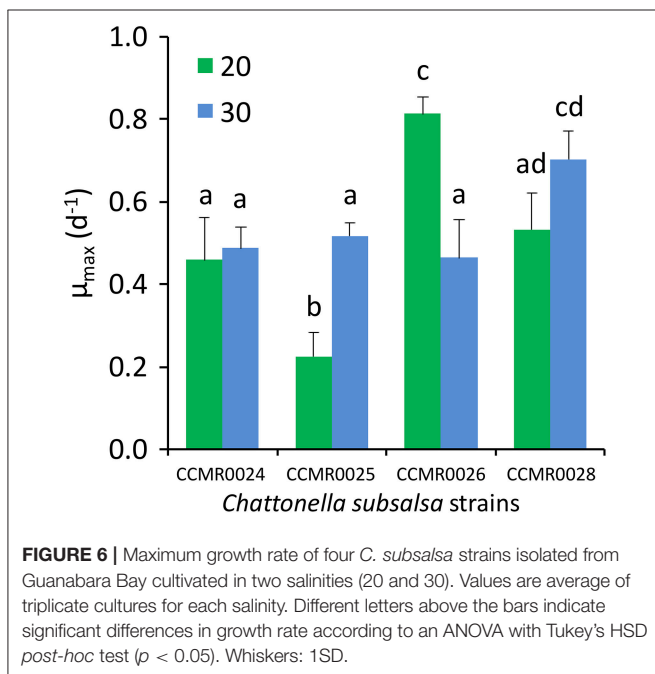 1.0
0.8
0.6
0.4
0.2
0.0
μmax (d-1)
20
30
a a b a c a ad cd
CCMR0024 CCMR0025 CCMR0026 CCMR0028
Chattonella subsalsa strains
FIGURE 6 | Maximum growth rate of four C. subsalsa strains isolated from
Guanabara Bay cultivated in two salinities (20 and 30). Values are average of
triplicate cultures for each salinity. Different letters above the bars indicate
significant differences in growth rate according to an ANOVA with Tukey's HSD
post-hoc test (p < 0.05). Whiskers: 1SD.